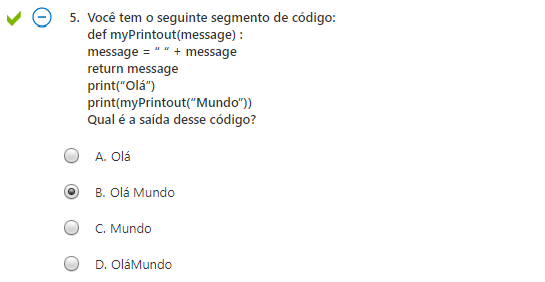 5. Você tem o seguinte segmento de código:
def myPrintout(message) :
message = “ “ + message
return message
print(“Olá”)
print(myPrintout(“Mundo”))
Qual é a saída desse código?
A. Olá
B. Olá Mundo
C. Mundo
D. OláMundo